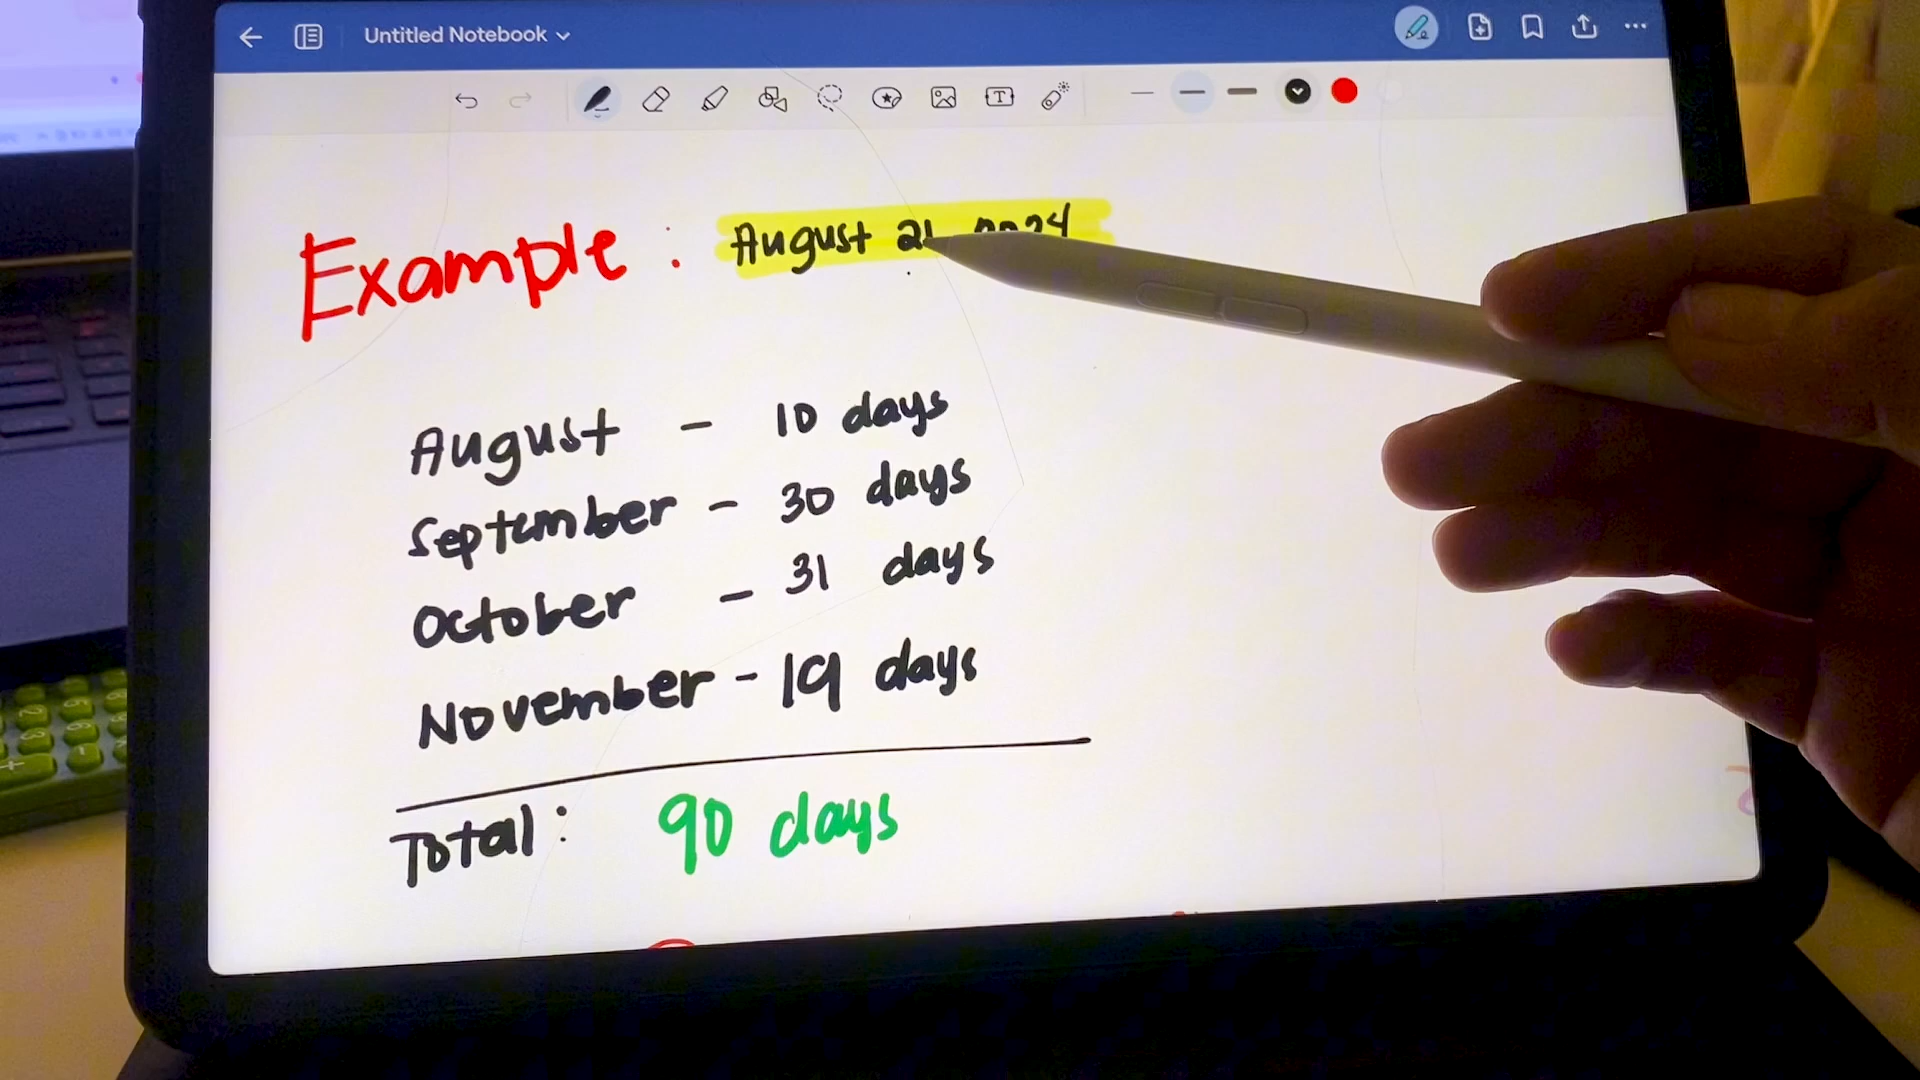 Untitled Notebook
T
Example : August 21
August - 10 days
September - 30 days
October - 31 days
November - 19 days
Total: 90 days